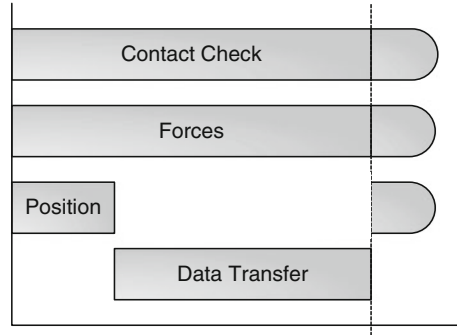 Contact Check
Forces
Position
Data Transfer